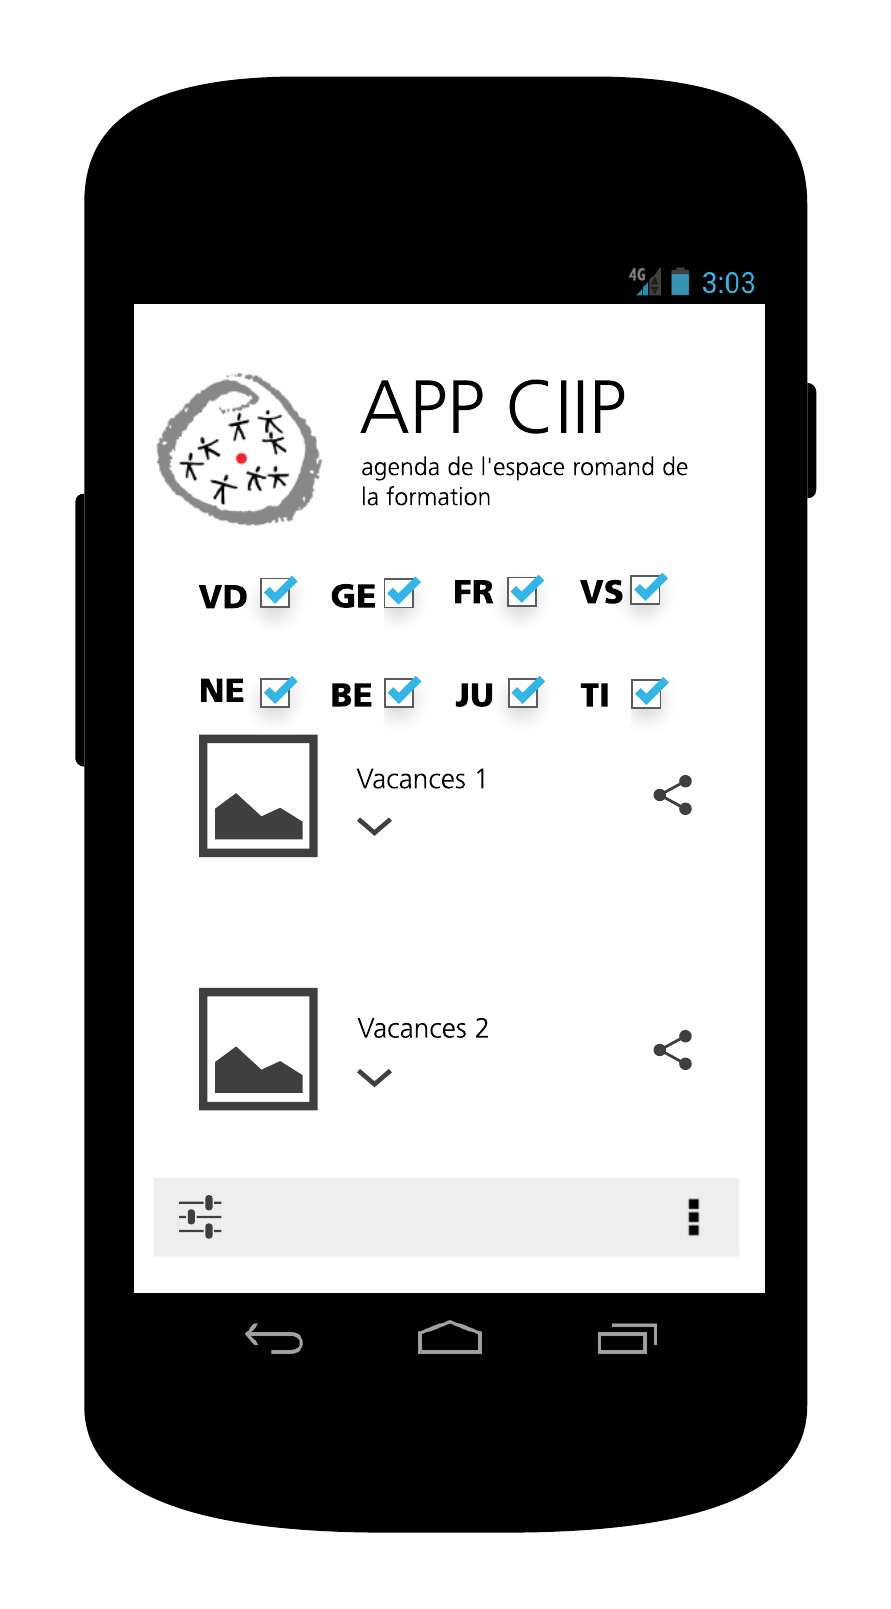 4G 3:03
APP CIIP
agenda de l'espace romand de
la formation
VD GE FR VS
NE BE JU TI
Vacances 1
Vacances 2